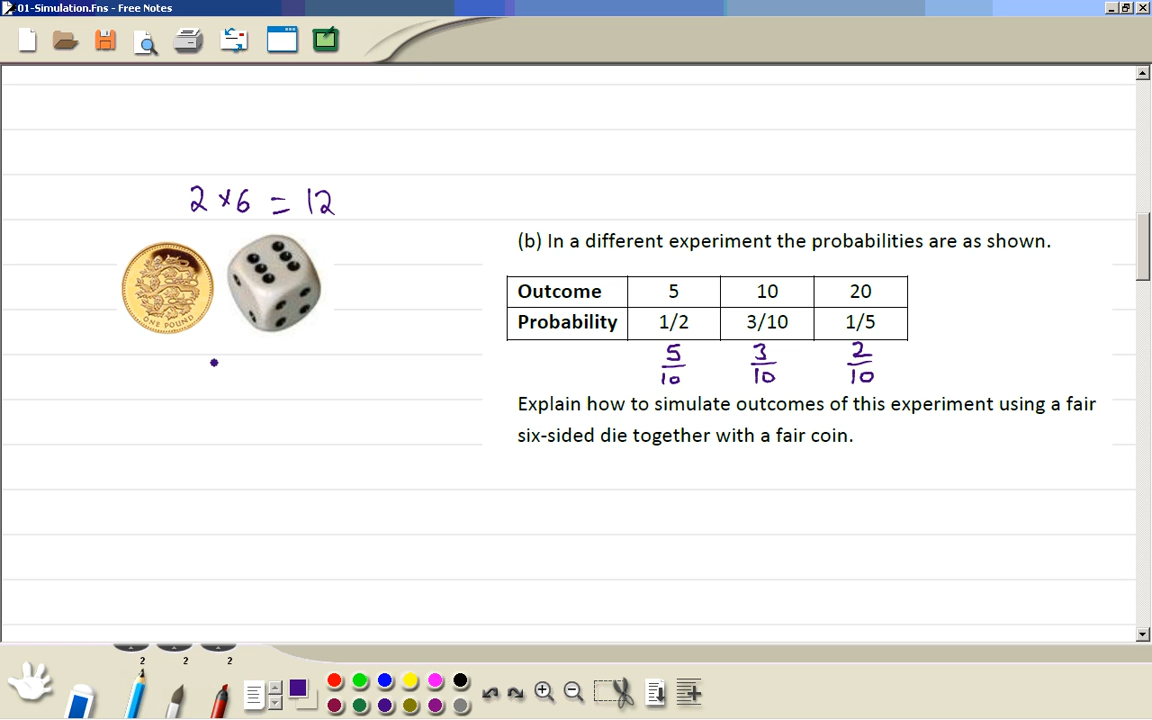 01-Simulation.Fns - Free Notes
2 × 6 = 12
ONE POUND
(b) In a different experiment the probabilities are as shown.
Outcome 5 10 20
Probability 1/2 3/10 1/5
5/10 3/10 2/10
Explain how to simulate outcomes of this experiment using a fair
six-sided die together with a fair coin.
2 2 2